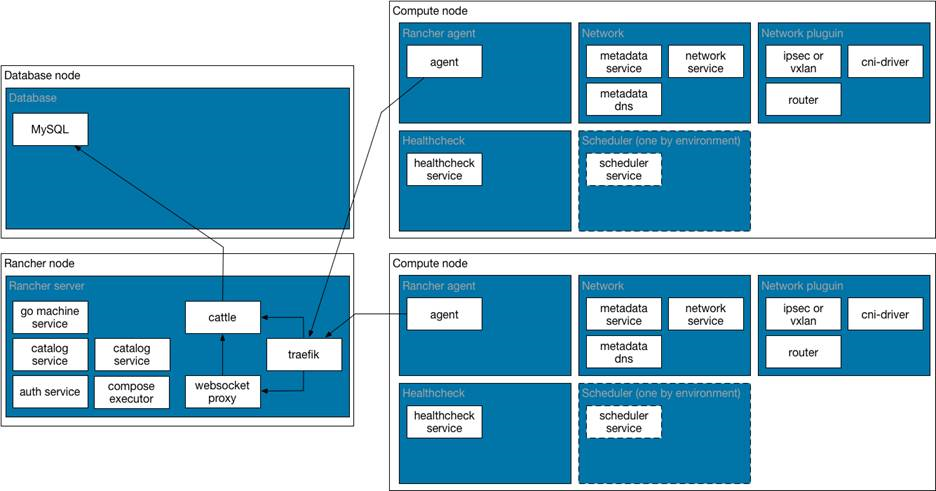 Database node
Database
MySQL
Rancher node
Rancher server
go machine
service
catalog
service
catalog
service
auth service
compose
executor
cattle
websocket
proxy
traefik
Compute node
Rancher agent
agent
Network
metadata
service
network
service
metadata
dns
Network pluguin
ipsec or
vxlan
cni-driver
router
Healthcheck
healthcheck
service
Scheduler (one by environment)
scheduler
service
Compute node
Rancher agent
agent
Network
metadata
service
network
service
metadata
dns
Network pluguin
ipsec or
vxlan
cni-driver
router
Healthcheck
healthcheck
service
Scheduler (one by environment)
scheduler
service